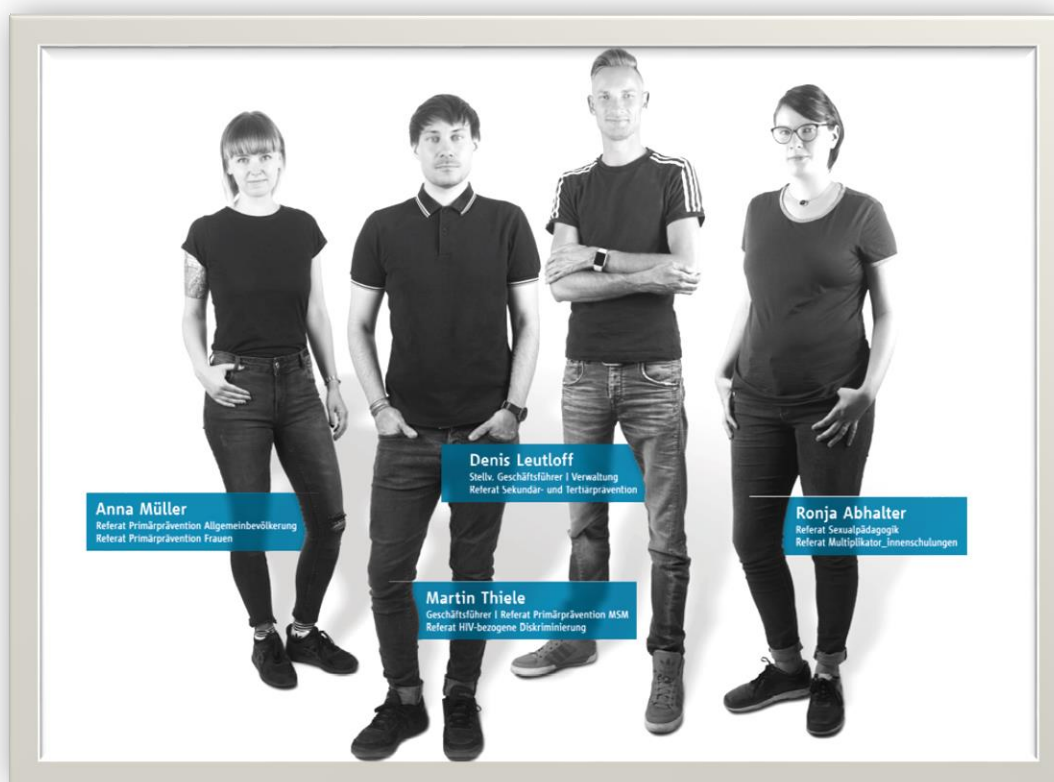 Anna Müller
Referat Primärprävention Allgemeinbevölkerung
Referat Primärprävention Frauen
Martin Thiele
Geschäftsführer | Referat Primärprävention MSM
Referat HIV-bezogene Diskriminierung
Denis Leutloff
Stellv. Geschäftsführer | Verwaltung
Referat Sekundär- und Tertiärprävention
Ronja Abhalter
Referat Sexualpädagogik
Referat Multiplikator_innenschulungen